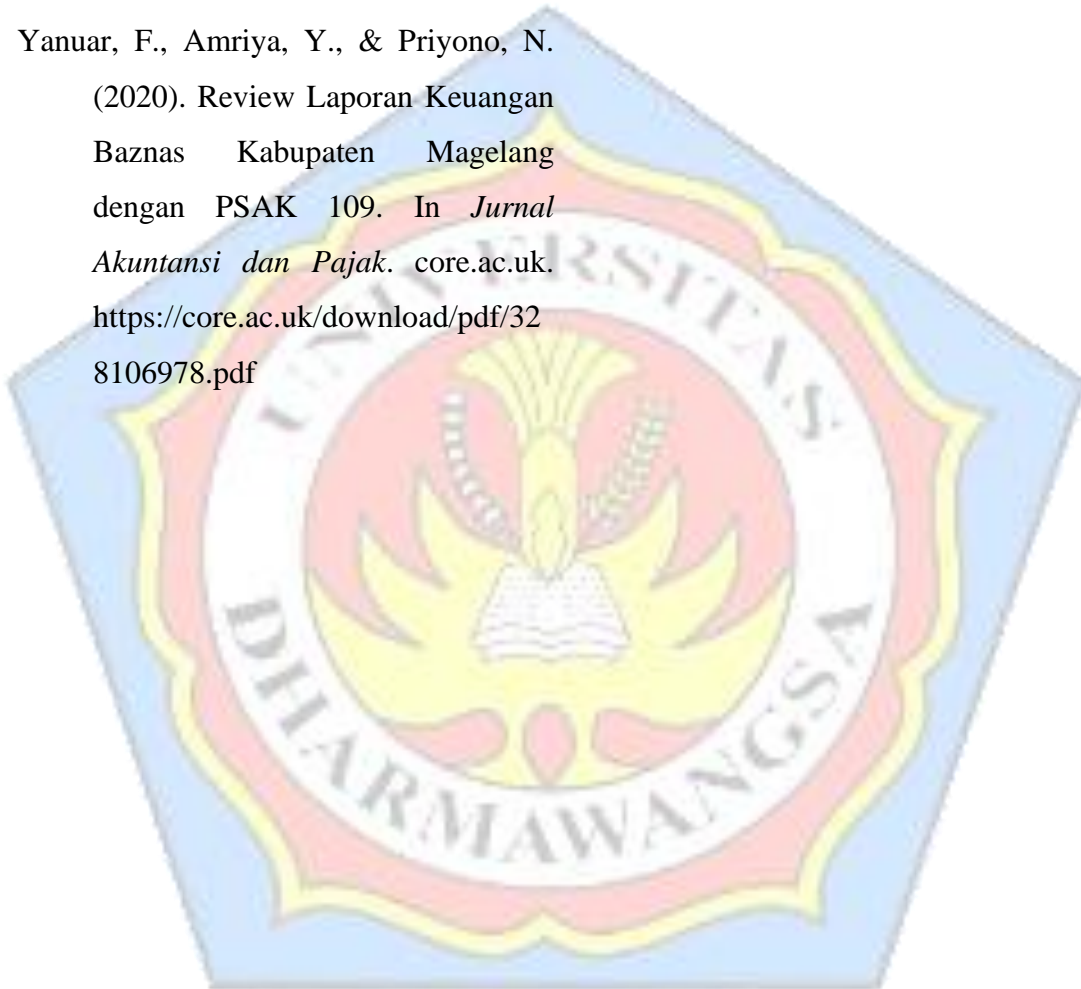 Yanuar, F., Amriya, Y., & Priyono, N.
(2020). Review Laporan Keuangan
Baznas Kabupaten Magelang
dengan PSAK 109. In Jurnal
Akuntansi dan Pajak. core.ac.uk.
https://core.ac.uk/download/pdf/32
8106978.pdf
UNIVERSITAS
DHARMAWANGSA